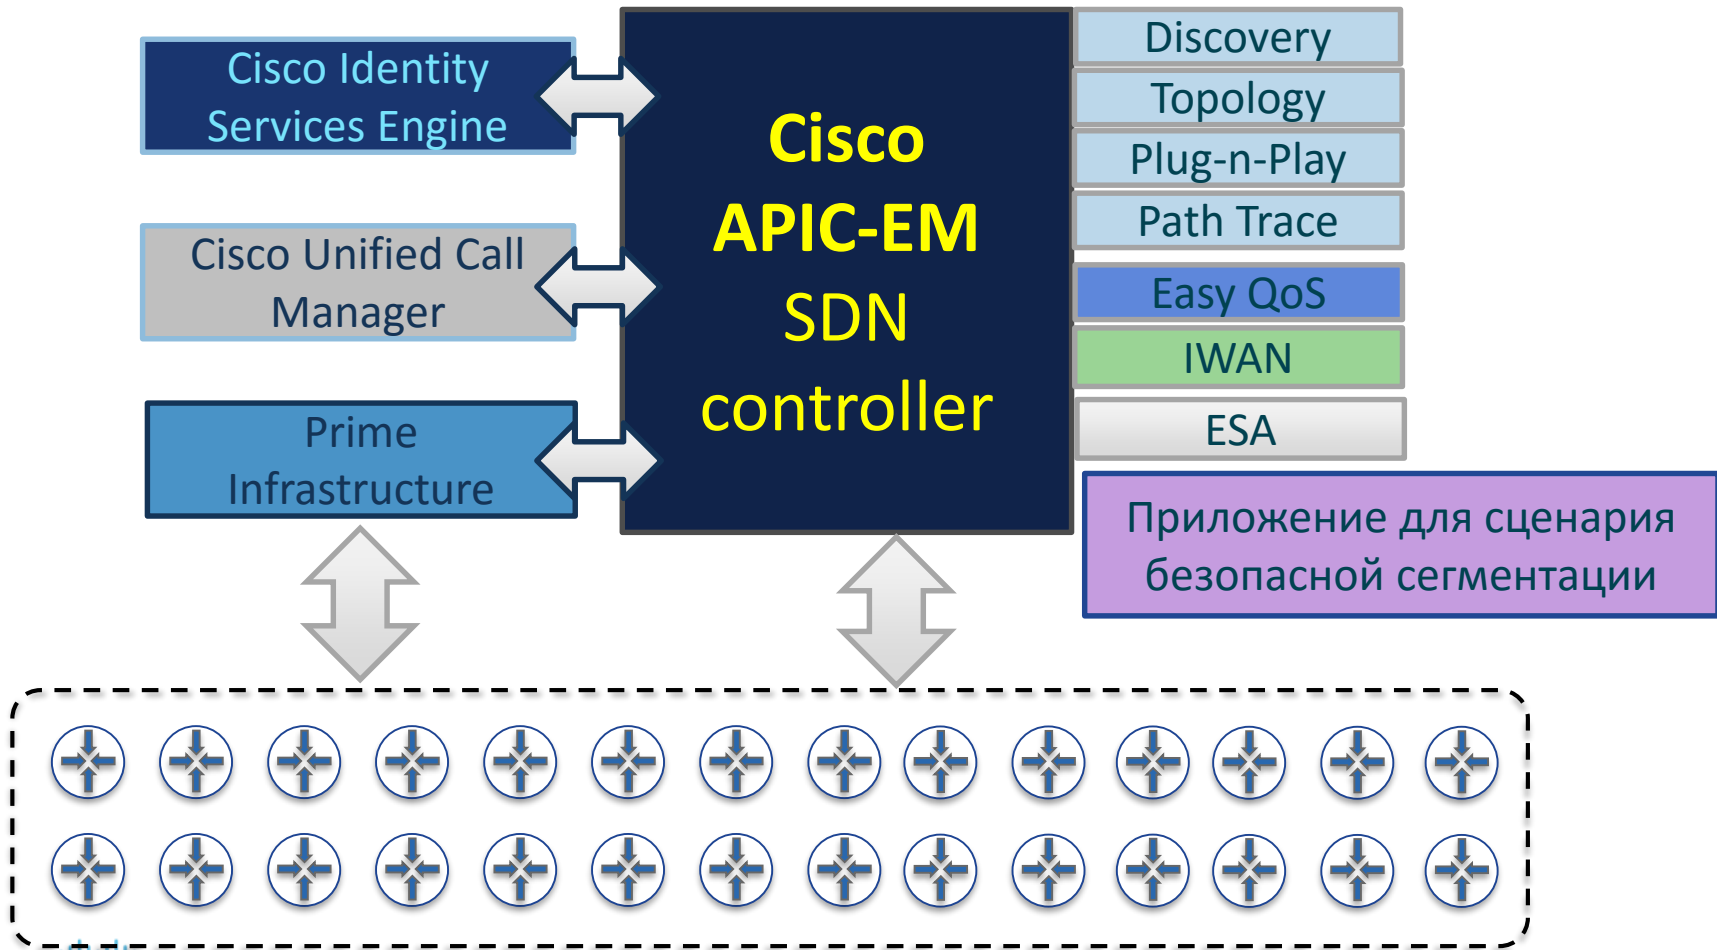 Cisco Identity
Services Engine
Cisco Unified Call
Manager
Prime
Infrastructure
Cisco
APIC-EM
SDN
controller
Discovery
Topology
Plug-n-Play
Path Trace
Easy QoS
IWAN
ESA
Приложение для сценария
безопасной сегментации